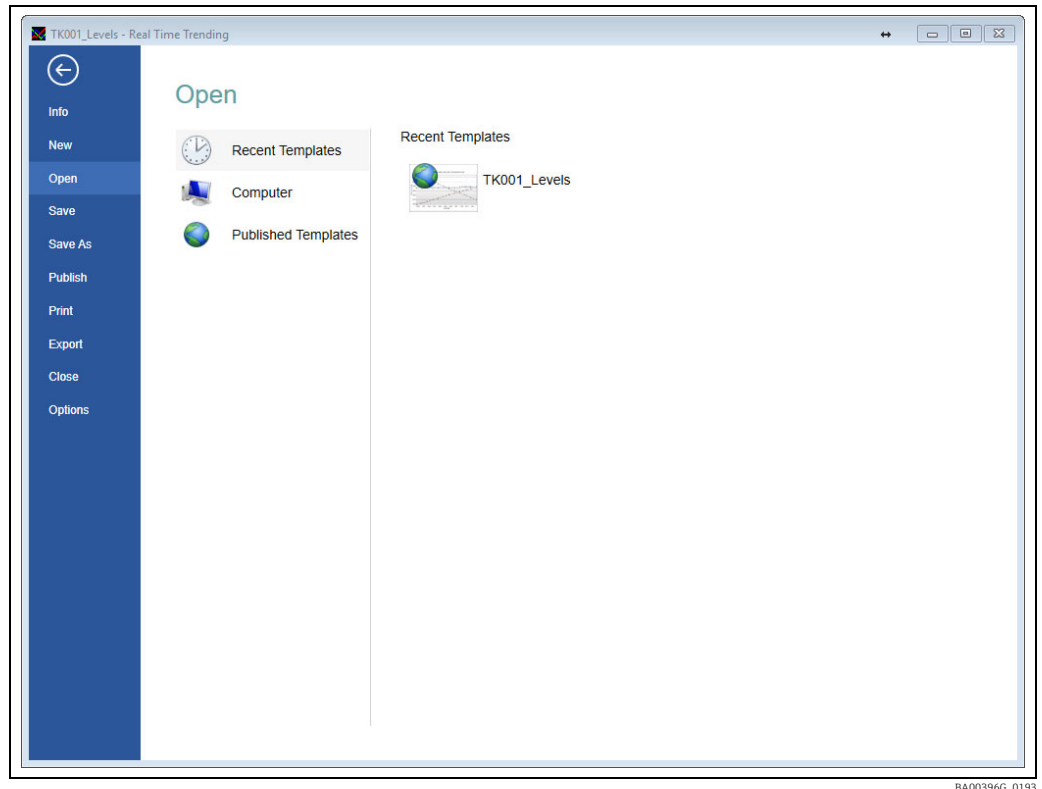 TK001_Levels - Real Time Trending
Info
New
Open
Save
Save As
Publish
Print
Export
Close
Options
Open
Recent Templates
Computer
Published Templates
Recent Templates
TK001_Levels
BA00396G_0193